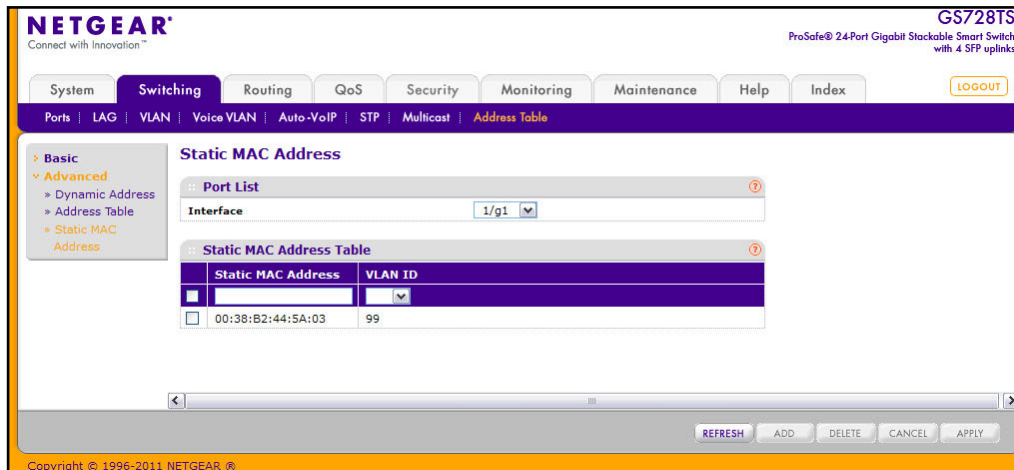 NETGEAR®
Connect with Innovation™
GS728TS
ProSafe® 24-Port Gigabit Stackable Smart Switch
with 4 SFP uplinks
System Switching Routing QoS Security Monitoring Maintenance Help Index LOGOUT
Ports | LAG | VLAN | Voice VLAN | Auto-VoIP | STP | Multicast | Address Table
Basic
Advanced
» Dynamic Address
» Address Table
» Static MAC
Address
Static MAC Address
Port List ?
Interface 1/g1
Static MAC Address Table ?
Static MAC Address VLAN ID
00:38:B2:44:5A:03 99
REFRESH ADD DELETE CANCEL APPLY
Copyright © 1996-2011 NETGEAR ®